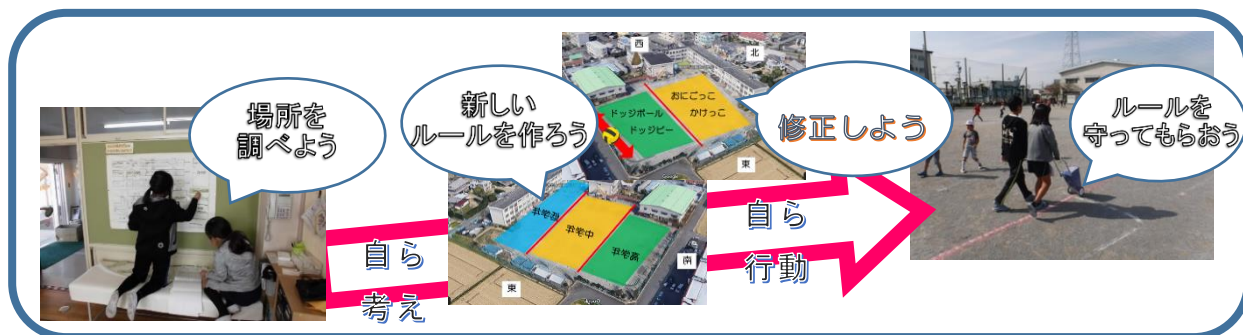 場所を
調べよう
自ら
考え
新しい
ルールを作ろう
西
北
おにごっこ
かけっこ
ドッジボール
ドッジビー
東
低学年
中学年
高学年
南
東
修正しよう
自ら
行動
ルールを
守ってもらおう